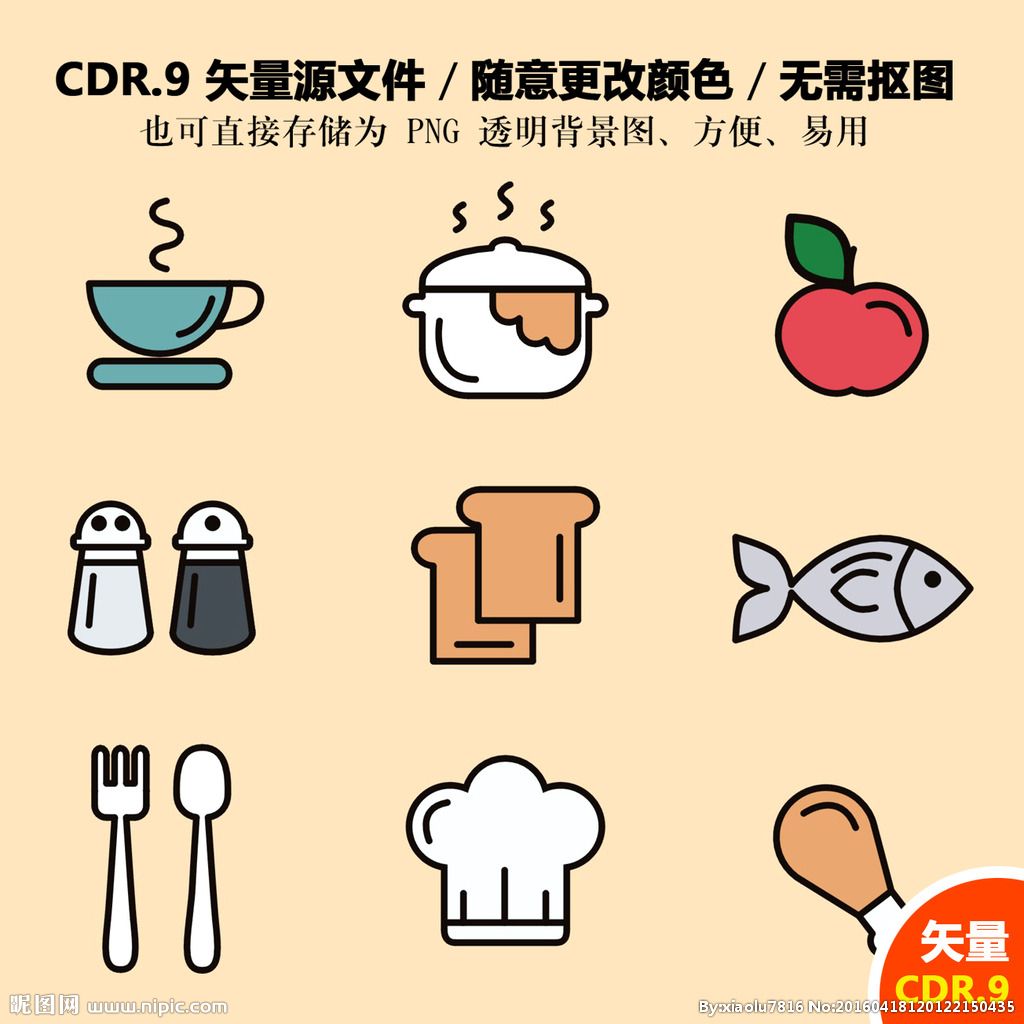 CDR.9 矢量源文件 / 随意更改颜色 / 无需抠图
也可直接存储为 PNG 透明背景图、方便、易用
矢量
CDR.9
昵图网 www.nipic.com
By:xiaolu7816 No:20160418120122150435